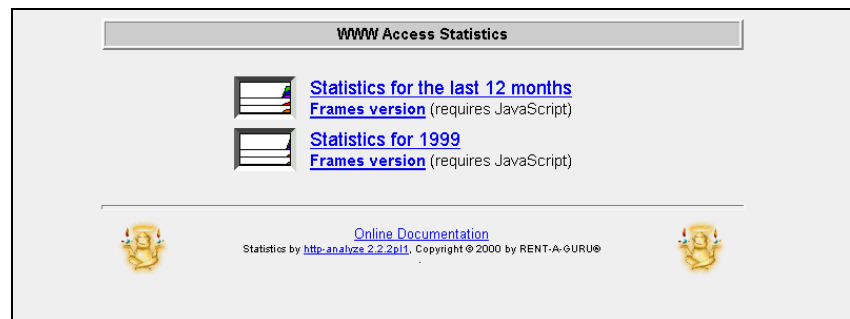 WWW Access Statistics
Statistics for the last 12 months
Frames version (requires JavaScript)
Statistics for 1999
Frames version (requires JavaScript)
Online Documentation
Statistics by http-analyze 2.2.2pl1, Copyright © 2000 by RENT-A-GURU®
.